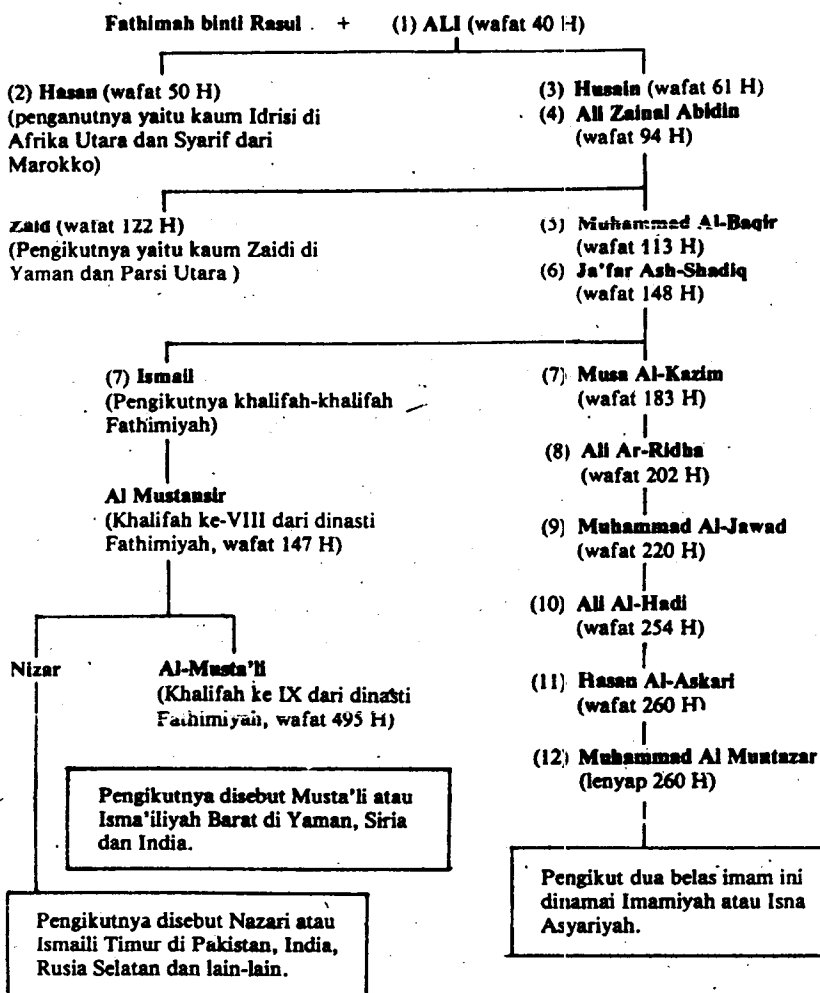 Fathimah binti Rasul + (1) ALI (wafat 40 H)
(2) Hasan (wafat 50 H)
(penganutnya yaitu kaum Idrisi di
Afrika Utara dan Syarif dari
Marokko)
(3) Husain (wafat 61 H)
(4) Ali Zainal Abidin
(wafat 94 H)
Zaid (wafat 122 H)
(Pengikutnya yaitu kaum Zaidi di
Yaman dan Parsi Utara )
(5) Muhammed Al-Baqir
(wafat 113 H)
(6) Ja'far Ash-Shadiq
(wafat 148 H)
(7) Ismail
(Pengikutnya khalifah-khalifah
Fathimiyah)
Al Mustansir
(Khalifah ke-VIII dari dinasti
Fathimiyah, wafat 147 H)
Nizar
Al-Musta'li
(Khalifah ke IX dari dinasti
Fathimiyah, wafat 495 H)
Pengikutnya disebut Musta'li atau
Isma'iliyah Barat di Yaman, Siria
dan India.
Pengikutnya disebut Nazari atau
Ismaili Timur di Pakistan, India,
Rusia Selatan dan lain-lain.
(7) Musa Al-Kazim
(wafat 183 H)
(8) Ali Ar-Ridha
(wafat 202 H)
(9) Muhammad Al-Jawad
(wafat 220 H)
(10) Ali Al-Hadi
(wafat 254 H)
(11) Hasan Al-Askari
(wafat 260 H)
(12) Muhammad Al Muntazar
(lenyap 260 H)
Pengikut dua belas imam ini
dinamai Imamiyah atau Isna
Asyariyah.